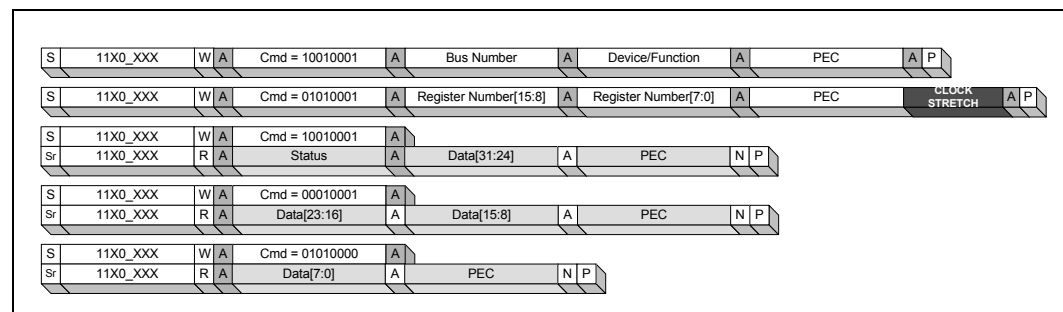 S 11X0_XXX W A Cmd = 10010001 A Bus Number A Device/Function A PEC A P
S 11X0_XXX W A Cmd = 01010001 A Register Number[15:8] A Register Number[7:0] A PEC CLOCK STRETCH A P
S 11X0_XXX W A Cmd = 10010001 A
Sr 11X0_XXX R A Status A Data[31:24] A PEC N P
S 11X0_XXX W A Cmd = 00010001 A
Sr 11X0_XXX R A Data[23:16] A Data[15:8] A PEC N P
S 11X0_XXX W A Cmd = 01010000 A
Sr 11X0_XXX R A Data[7:0] A PEC N P